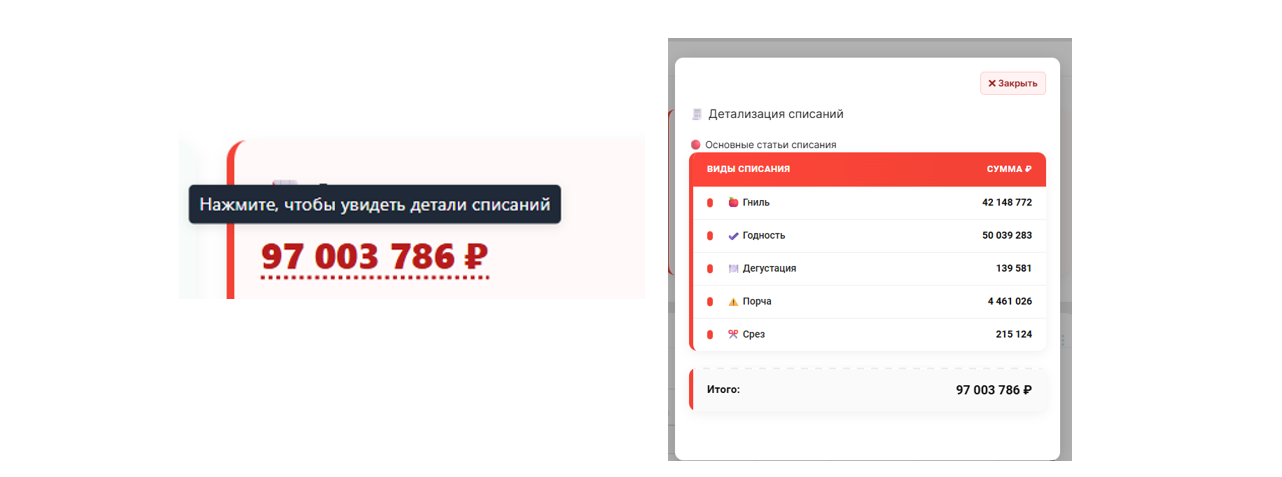 Нажмите, чтобы увидеть детали списаний
97 003 786 ₽
Закрыть
Детализация списаний
Основные статьи списания
ВИДЫ СПИСАНИЯ СУММА ₽
Гниль 42 148 772
Годность 50 039 283
Дегустация 139 581
Порча 4 461 026
Срез 215 124
Итого: 97 003 786 ₽